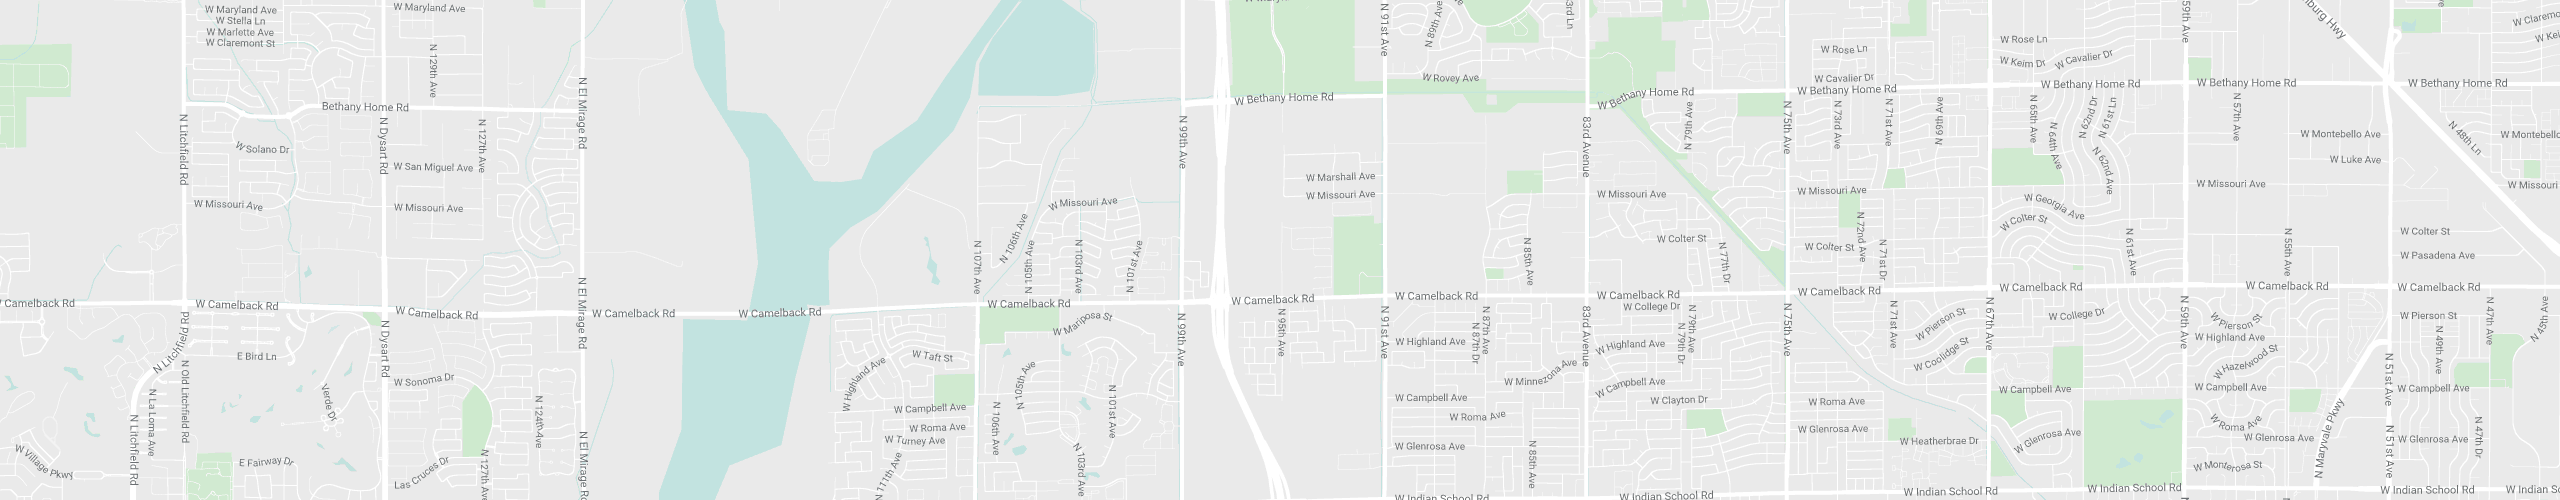 W Maryland Ave
W Stella Ln
W Marlette Ave
W Claremont St
W Maryland Ave
N 129th Ave
N El Mirage Rd
Bethany Home Rd
N Litchfield Rd
N Dysart Rd
N 127th Ave
W Solano Dr
W San Miguel Ave
W Missouri Ave
W Missouri Ave
N El Mirage Rd
W Camelback Rd
W Camelback Rd
W Camelback Rd
W Camelback Rd
W Camelback Rd
N Litchfield Rd
N Dysart Rd
E Bird Ln
N Old Litchfield Rd
N La Loma Ave
Verde Dr
W Sonoma Dr
N 124th Ave
N El Mirage Rd
N Litchfield Rd
W Village Pkwy
E Fairway Dr
Las Cruces Dr
N 127th Ave
N 99th Ave
W Missouri Ave
N 107th Ave
N 106th Ave
N 105th Ave
N 103rd Ave
N 101st Ave
W Camelback Rd
W Mariposa St
N 99th Ave
W Taft St
W Highland Ave
N 105th Ave
N 101st Ave
W Campbell Ave
W Roma Ave
W Turney Ave
N 106th Ave
N 111th Ave
N 103rd Ave
N 91st Ave
N 89th Ave
3rd Ln
W Rovey Ave
W Bethany Home Rd
W Bethany Home Rd
83rd Avenue
W Marshall Ave
W Missouri Ave
W Missouri Ave
N 85th Ave
W Camelback Rd
W Camelback Rd
W Camelback Rd
W College Dr
N 95th Ave
N 91st Ave
N 87th Ave
N 87th Dr
83rd Avenue
N 79th Ave
N 79th Dr
W Highland Ave
W Highland Ave
W Minnezona Ave
W Campbell Ave
W Campbell Ave
W Clayton Dr
W Roma Ave
W Glenrosa Ave
N 85th Ave
W Indian School Rd
W Indian School Rd
N 79th Ave
W Colter St
N 77th Dr
N 75th Ave
W Rose Ln
W Cavalier Dr
W Bethany Home Rd
N 73rd Ave
N 71st Ave
N 69th Ave
W Missouri Ave
N 72nd Ave
W Colter St
N 71st Dr
W Camelback Rd
N 75th Ave
N 71st Ave
W Pierson St
W Coolidge St
N 67th Ave
W Roma Ave
W Glenrosa Ave
W Heatherbrae Dr
W Indian School Rd
W Rose Ln
W Keim Dr
W Cavalier Dr
59th Ave
W Bethany Home Rd
W Bethany Home Rd
W Bethany Home Rd
N 65th Ave
N 64th Ave
N 62nd Dr
N 61st Ln
N 62nd Ave
N 57th Ave
W Georgia Ave
W Colter St
N 61st Ave
W Missouri Ave
N 55th Ave
W Camelback Rd
W Camelback Rd
W Camelback Rd
W College Dr
N 59th Ave
W Pierson St
W Highland Ave
W Hazelwood St
W Campbell Ave
W Campbell Ave
W Campbell Ave
W Glenrosa Ave
W Roma Ave
W Glenrosa Ave
W Monterosa St
W Indian School Rd
N Maryvale Pkwy
burg Hwy
W Claremo
W Kei
N 48th Ln
W Montebello Ave
W Montebello
W Luke Ave
W Missouri
W Colter St
W Pasadena Ave
W Pierson St
N 47th Ave
N 45th Ave
N 49th Ave
N 51st Ave
N 51st Ave
W Glenrosa Ave
N 47th Dr
W Indian School Rd
W Indian S